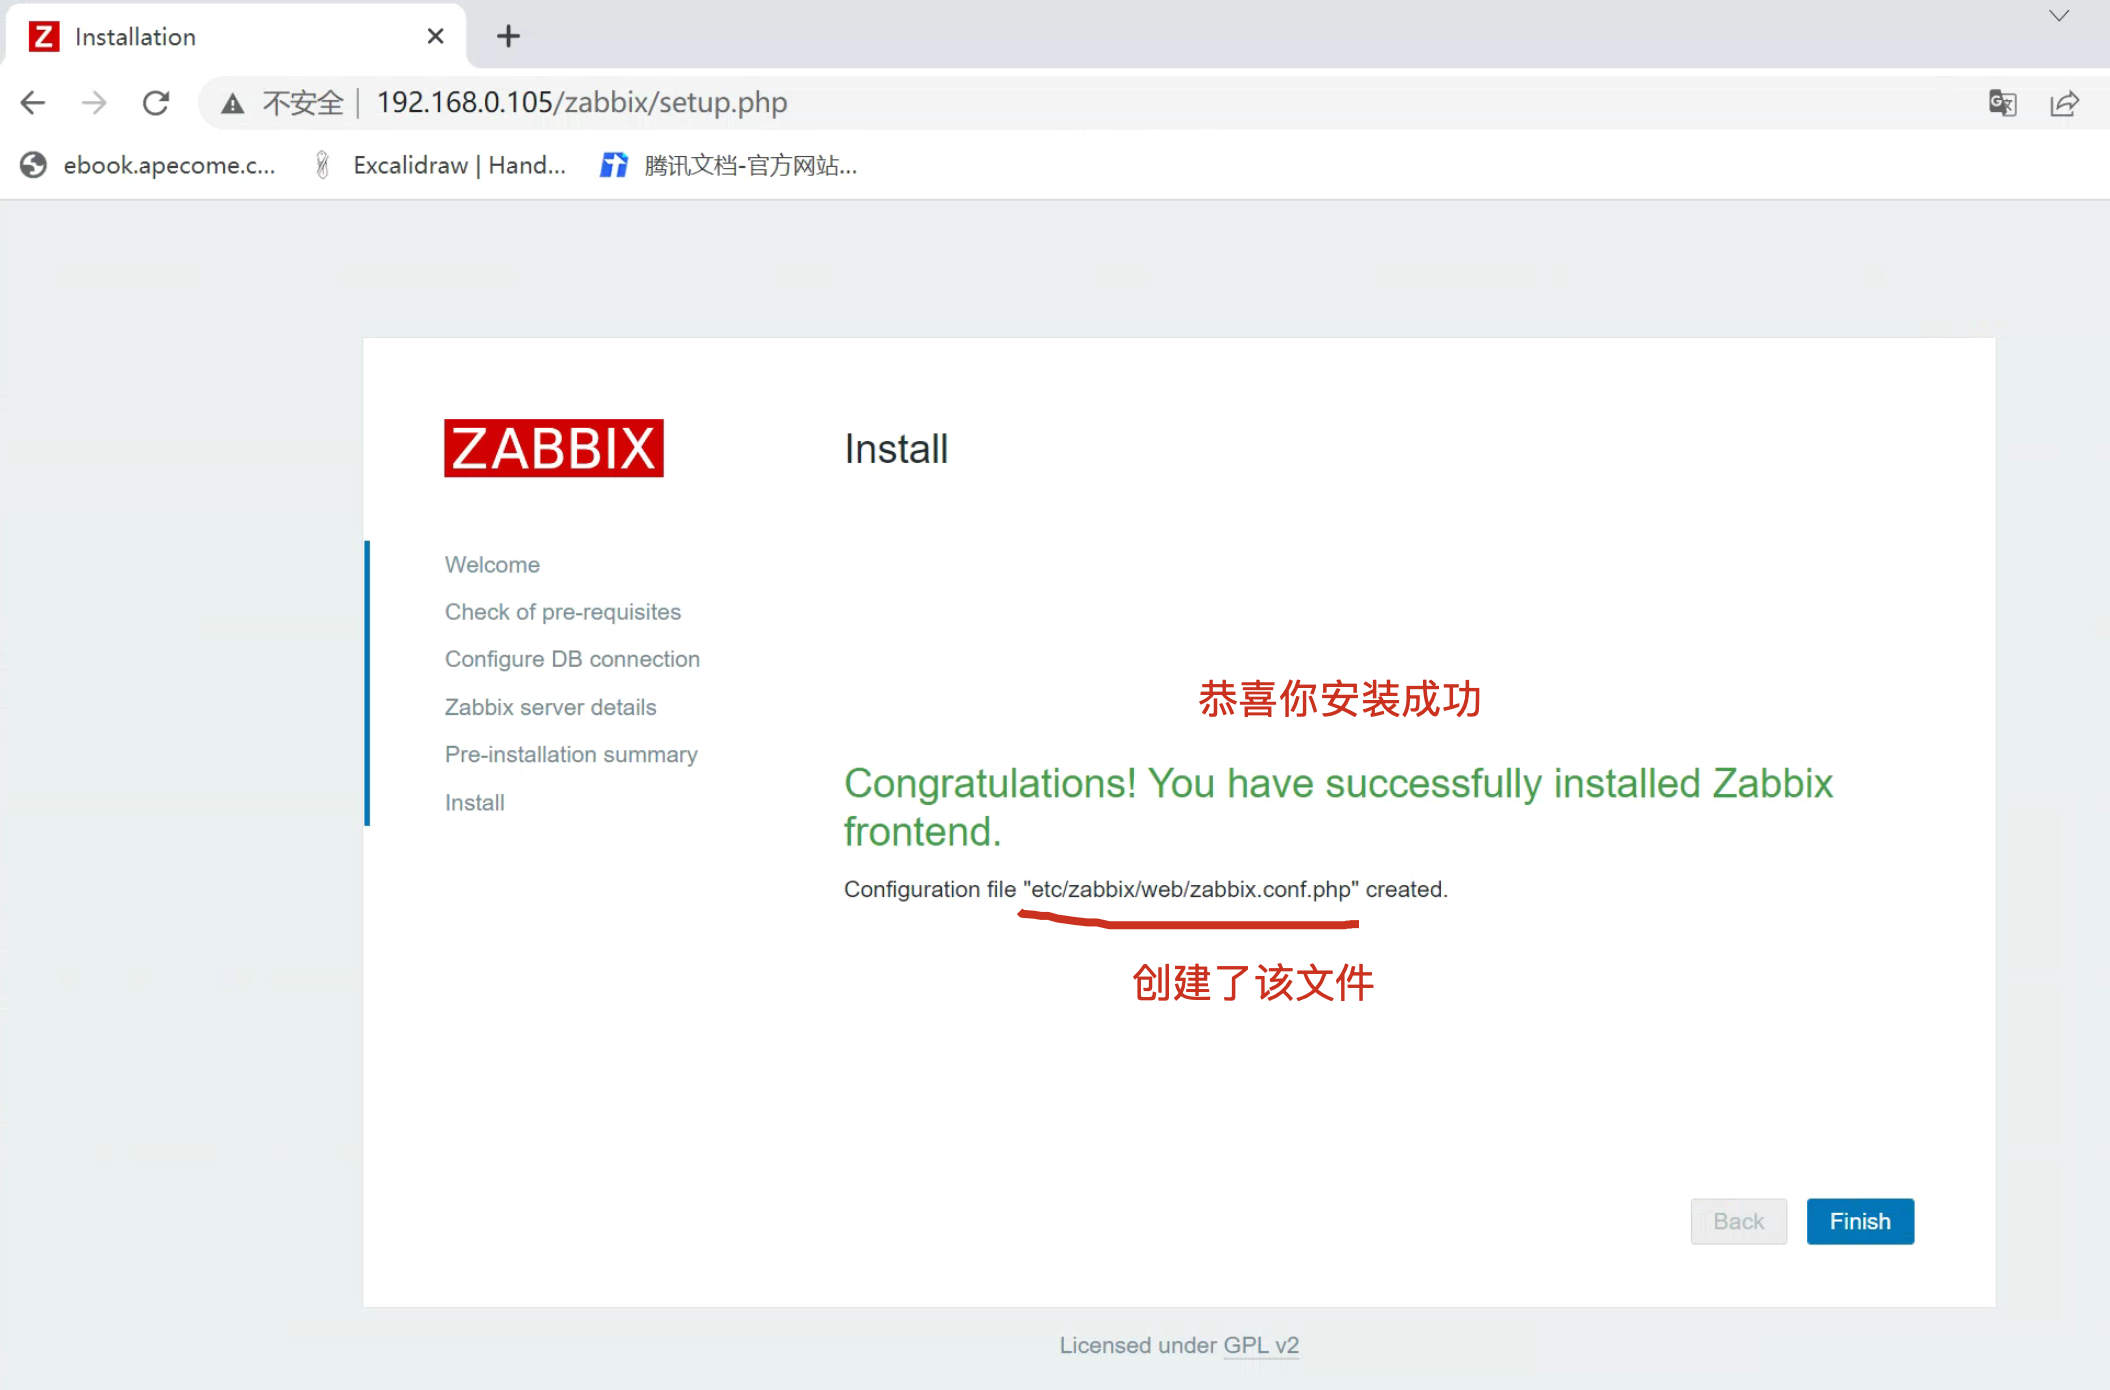 Z Installation
不安全 | 192.168.0.105/zabbix/setup.php
ebook.apecome.c...
Excalidraw | Hand...
腾讯文档-官方网站...
ZABBIX
Install
Welcome
Check of pre-requisites
Configure DB connection
Zabbix server details
Pre-installation summary
Install
恭喜你安装成功
Congratulations! You have successfully installed Zabbix
frontend.
Configuration file "etc/zabbix/web/zabbix.conf.php" created.
创建了该文件
Back
Finish
Licensed under GPL v2